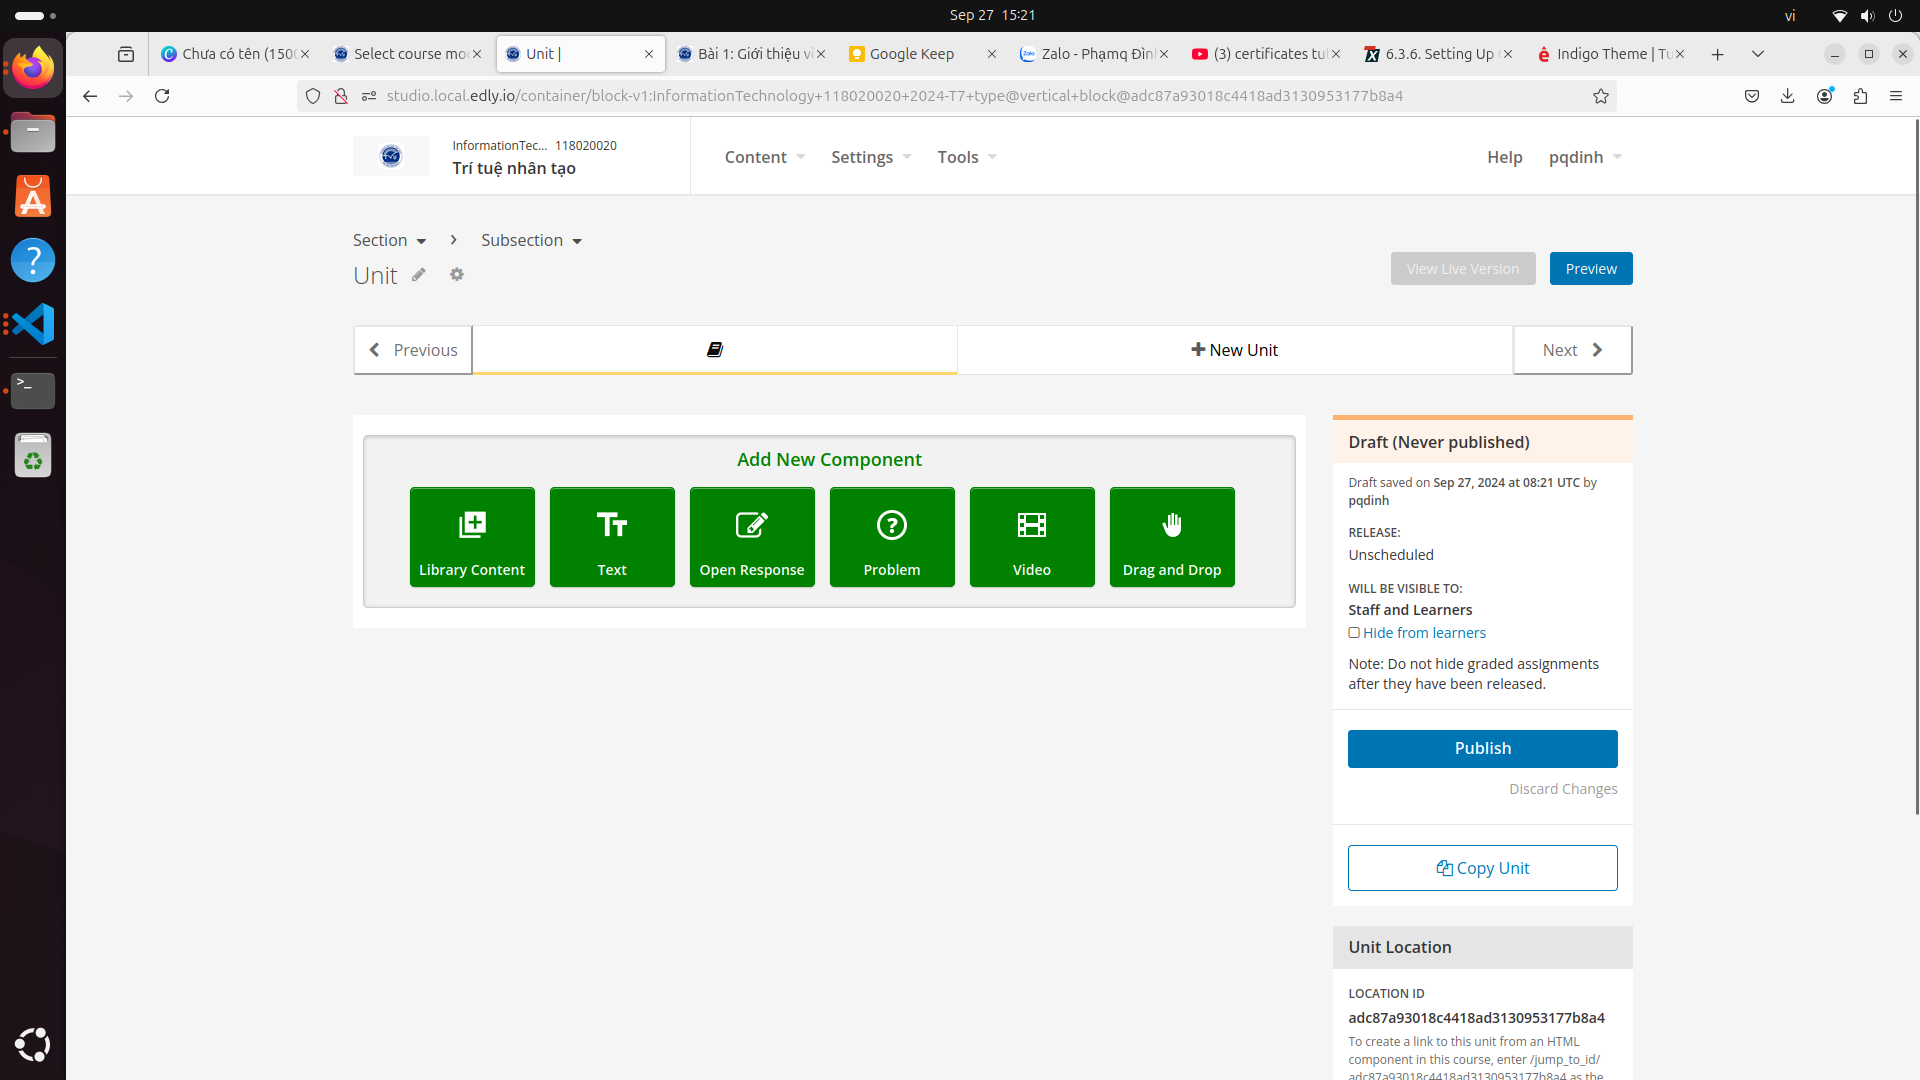 Sep 27 15:21
vi
Chưa có tên (150
Select course mo
Unit |
Bài 1: Giới thiệu v
Google Keep
Zalo - Phạmq Đìn
(3) certificates tu
6.3.6. Setting Up
Indigo Theme | Tu
studio.local.edly.io/container/block-v1:InformationTechnology+118020020+2024-T7+type@vertical+block@adc87a93018c4418ad3130953177b8a4
InformationTec... 118020020
Trí tuệ nhân tạo
Content
Settings
Tools
Help
pqdinh
Section
Subsection
Unit
View Live Version
Preview
Previous
New Unit
Next
Add New Component
Library Content
Text
Open Response
Problem
Video
Drag and Drop
Draft (Never published)
Draft saved on Sep 27, 2024 at 08:21 UTC by
pqdinh
RELEASE:
Unscheduled
WILL BE VISIBLE TO:
Staff and Learners
Hide from learners
Note: Do not hide graded assignments
after they have been released.
Publish
Discard Changes
Copy Unit
Unit Location
LOCATION ID
adc87a93018c4418ad3130953177b8a4
To create a link to this unit from an HTML
component in this course, enter /jump_to_id/
adc87a93018c4418ad3130953177b8a4 as the